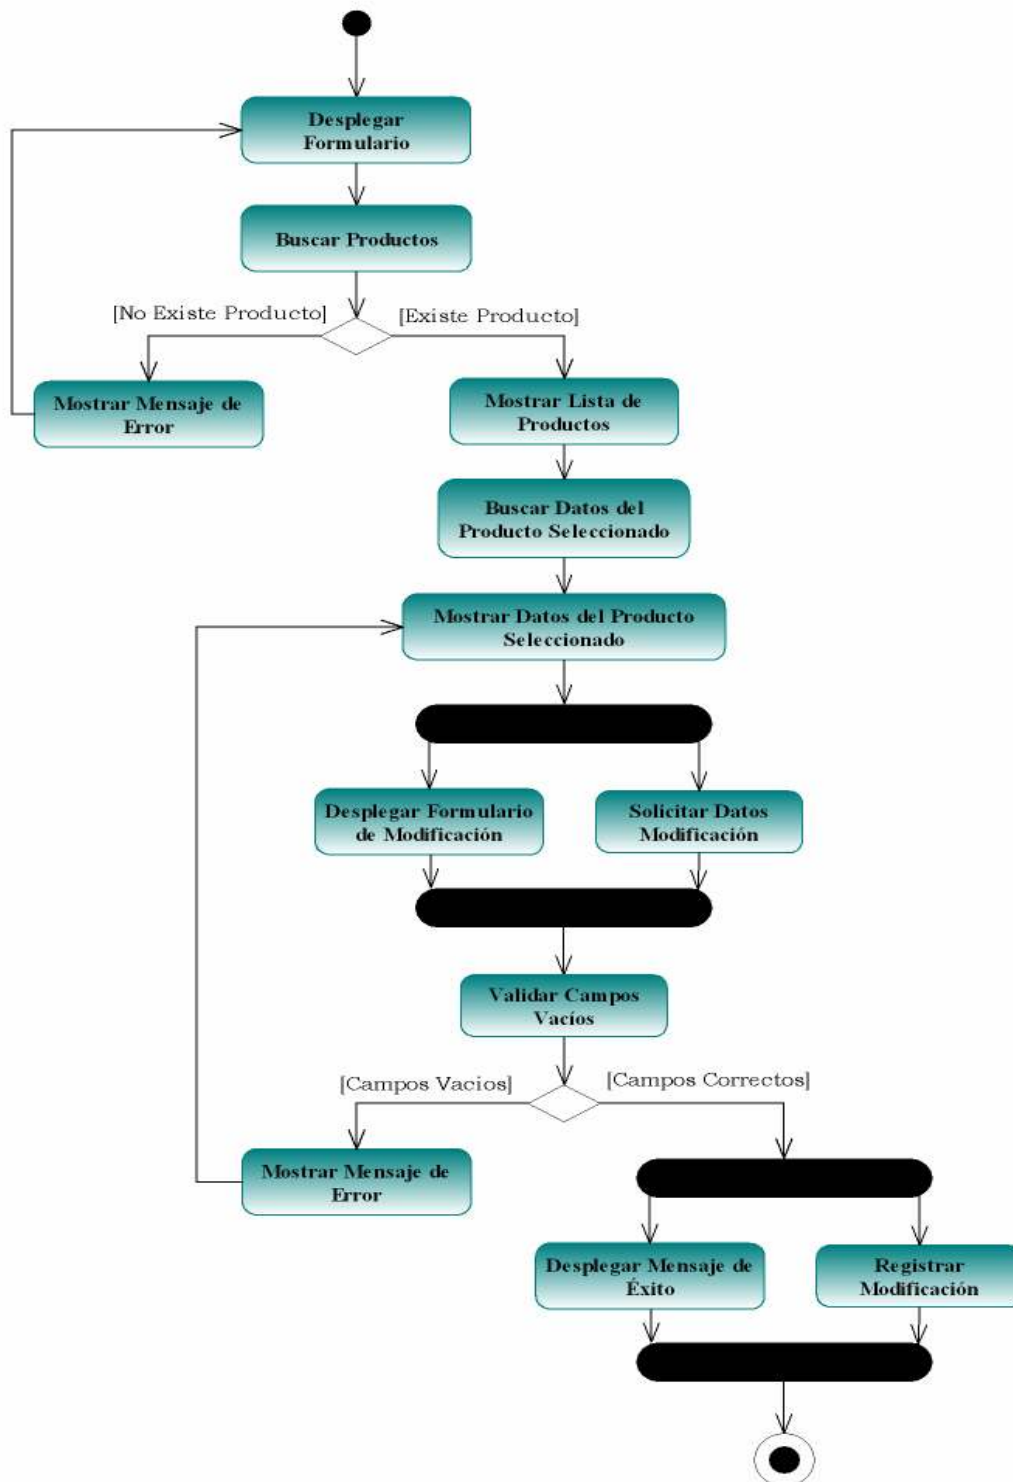 Desplegar
Formulario
Buscar Productos
[No Existe Producto]
[Existe Producto]
Mostrar Mensaje de
Error
Mostrar Lista de
Productos
Buscar Datos del
Producto Seleccionado
Mostrar Datos del Producto
Seleccionado
Desplegar Formulario
de Modificación
Solicitar Datos
Modificación
Validar Campos
Vacíos
[Campos Vacios]
[Campos Correctos]
Mostrar Mensaje de
Error
Desplegar Mensaje de
Éxito
Registrar
Modificación